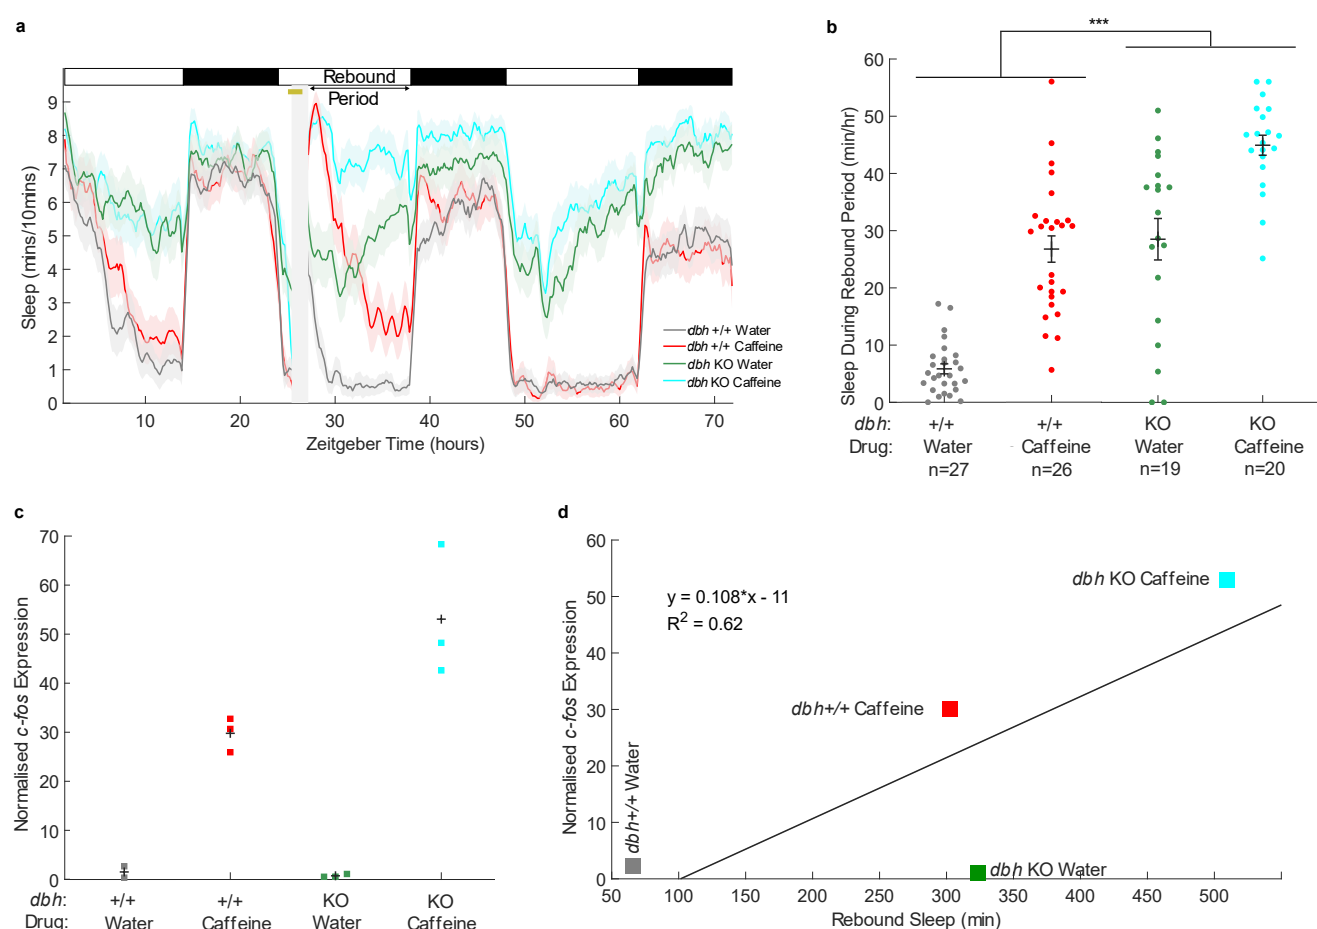 a
Rebound
Period
Sleep (mins/10mins)
9
8
7
6
5
4
3
2
1
0
10
20
30
40
50
60
70
Zeitgeber Time (hours)
dbh +/+ Water
dbh +/+ Caffeine
dbh KO Water
dbh KO Caffeine
b
***
Sleep During Rebound Period (min/hr)
60
50
40
30
20
10
0
dbh: +/+ +/+ KO KO
Drug: Water Caffeine Water Caffeine
n=27 n=26 n=19 n=20
c
Normalised c-fos Expression
70
60
50
40
30
20
10
0
dbh: +/+ +/+ KO KO
Drug: Water Caffeine Water Caffeine
d
Normalised c-fos Expression
60
50
40
30
20
10
0
y = 0.108*x - 11
R2 = 0.62
dbh KO Caffeine
dbh+/+ Caffeine
dbh+/+ Water
dbh KO Water
50 100 150 200 250 300 350 400 450 500
Rebound Sleep (min)